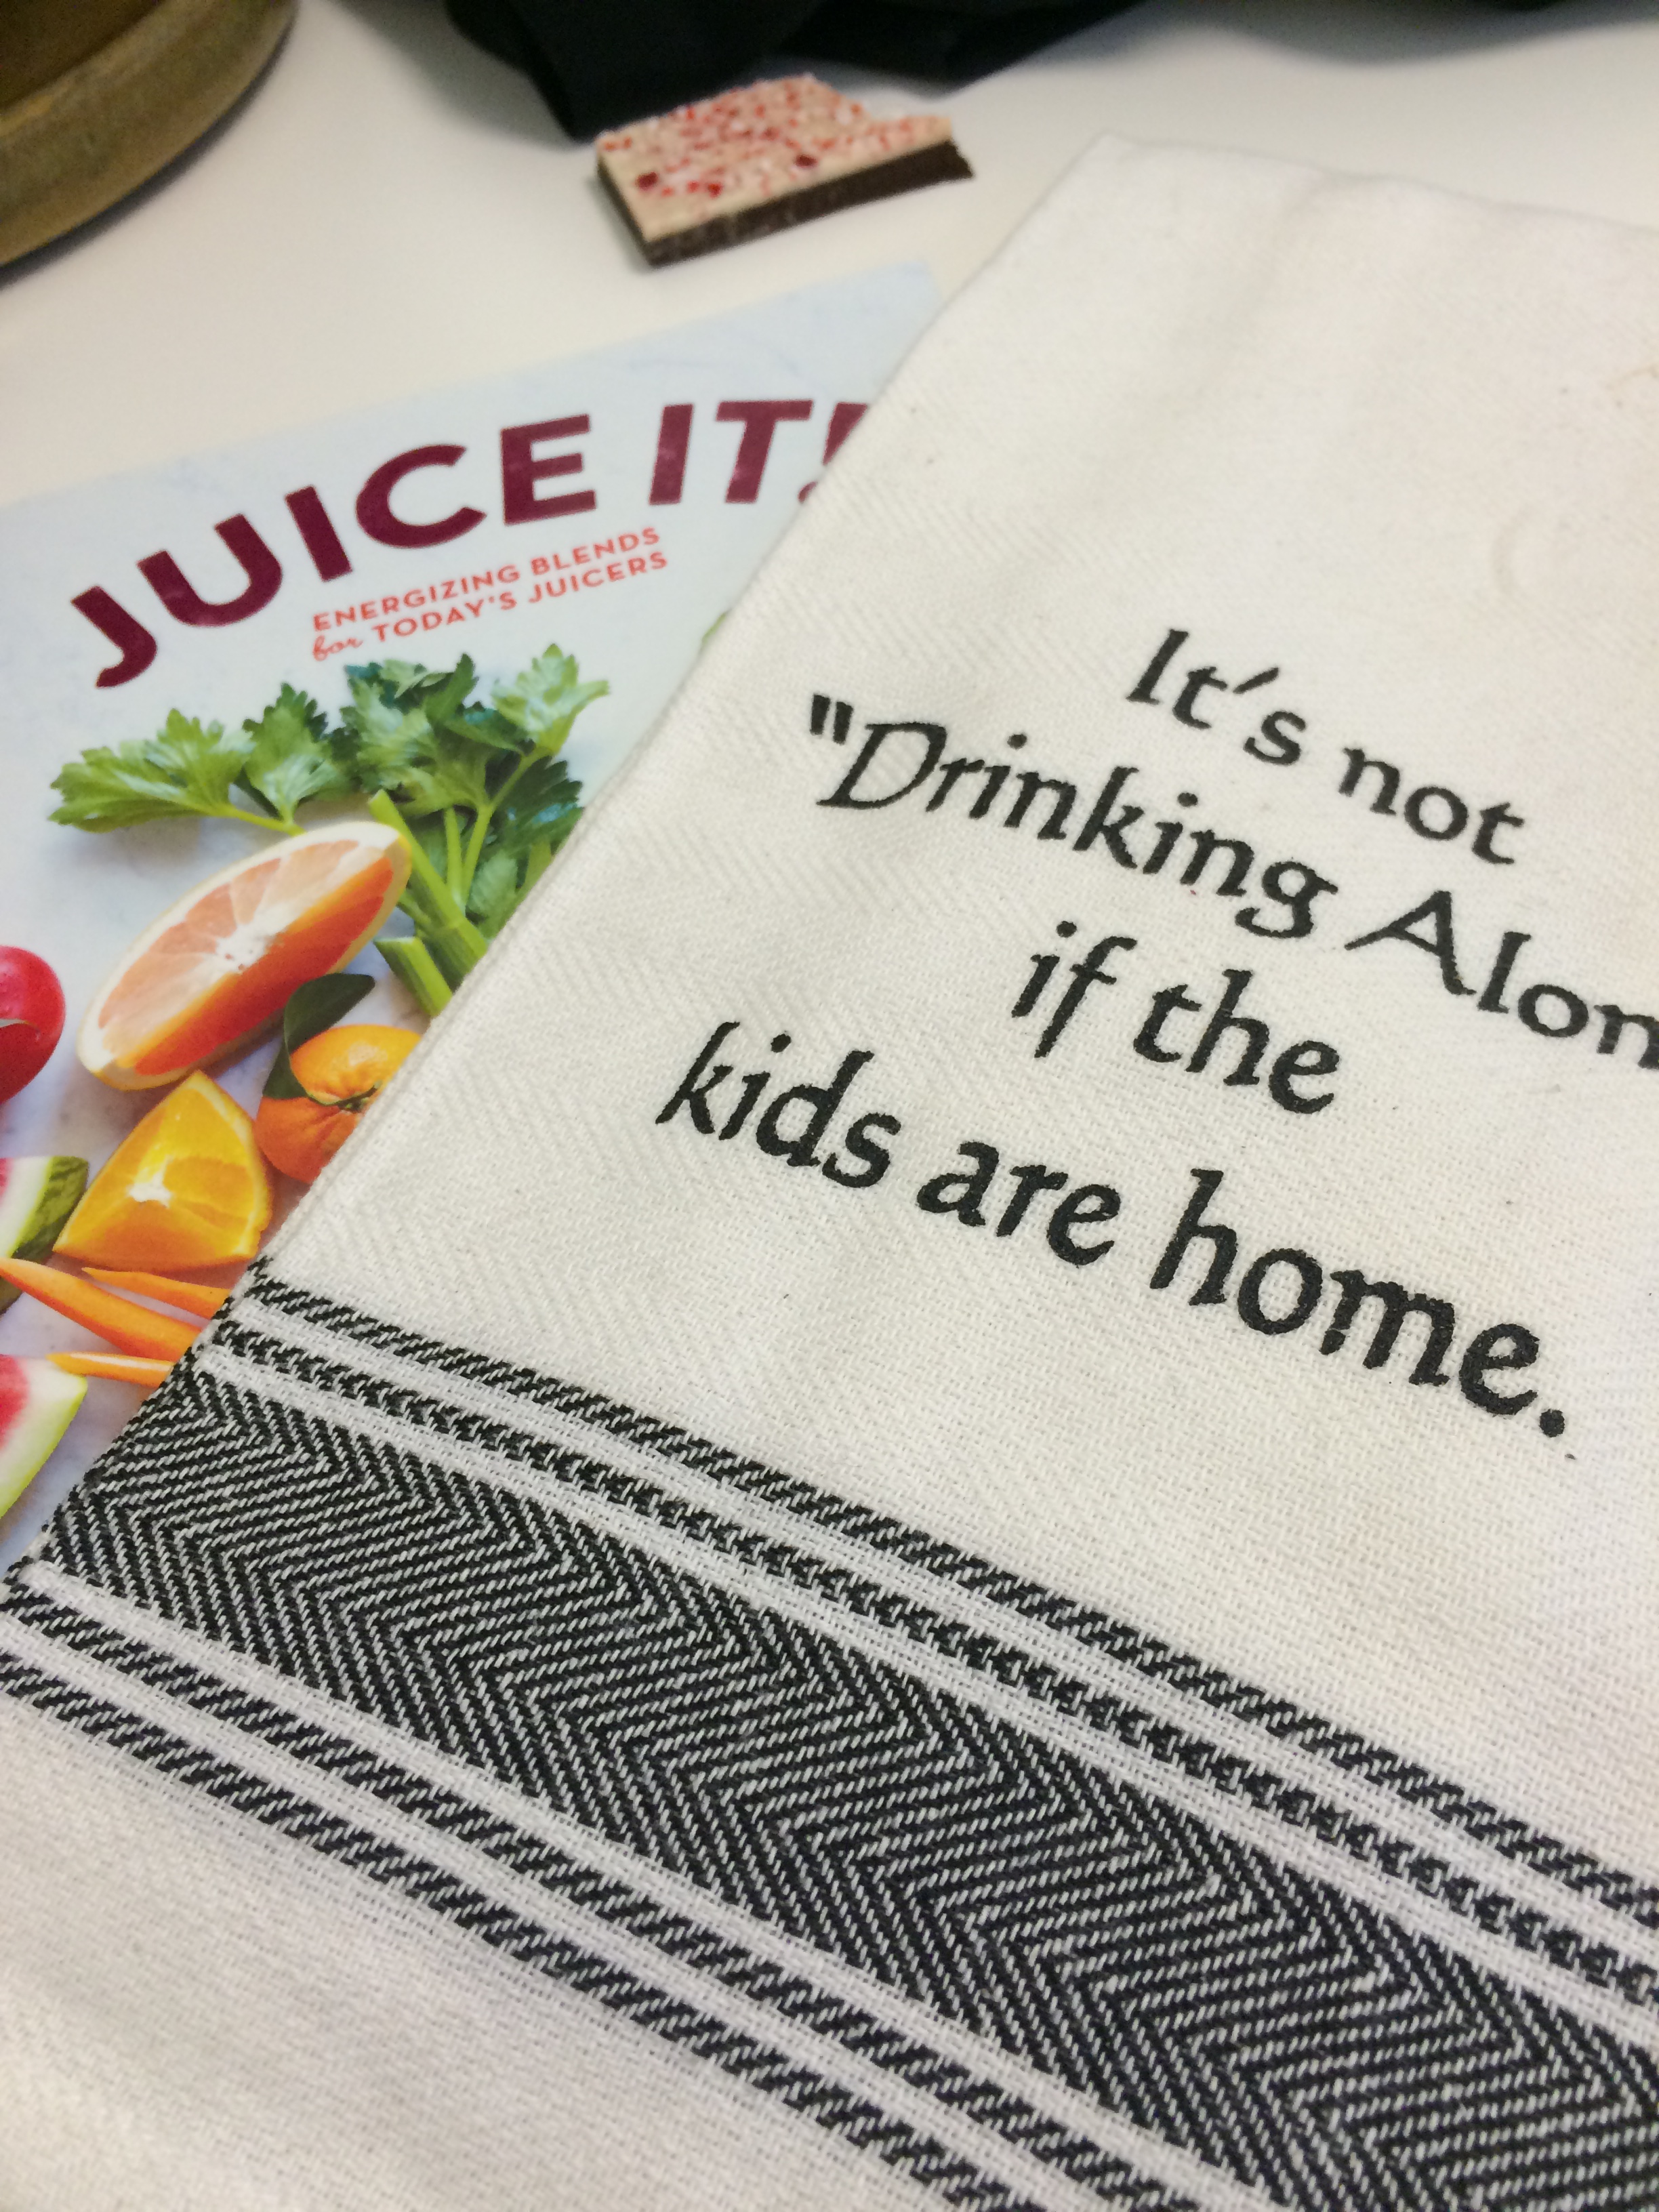 JUICE IT!
ENERGIZING BLENDS
for TODAY'S JUICERS
It's not
"Drinking Alon
if the
kids are home.